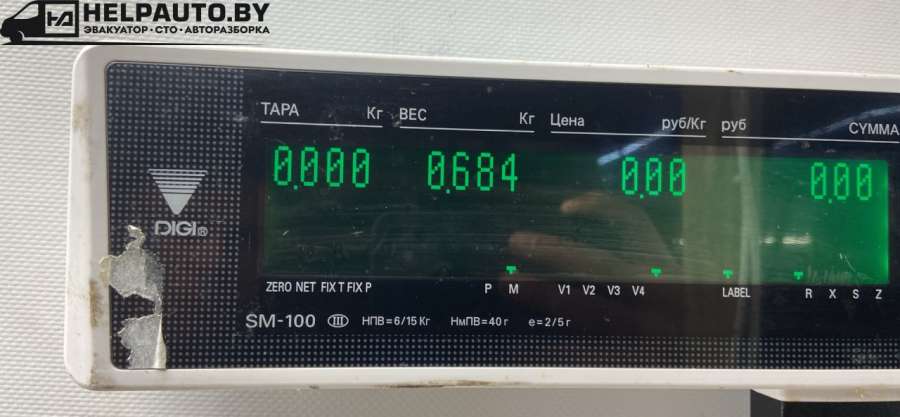 HELPAUTO.BY
ЭВАКУАТОР·СТО·АВТОРАЗБОРКА
ТАРА Кг ВЕС Кг Цена руб/Кг руб СУММА
0.000 0.684 0.00 0.00
DIGI®
ZERO NET FIX T FIX P P M V1 V2 V3 V4 LABEL R X S Z
SM-100 III НПВ=6/15 Кг НмПВ=40 г e=2/5 г